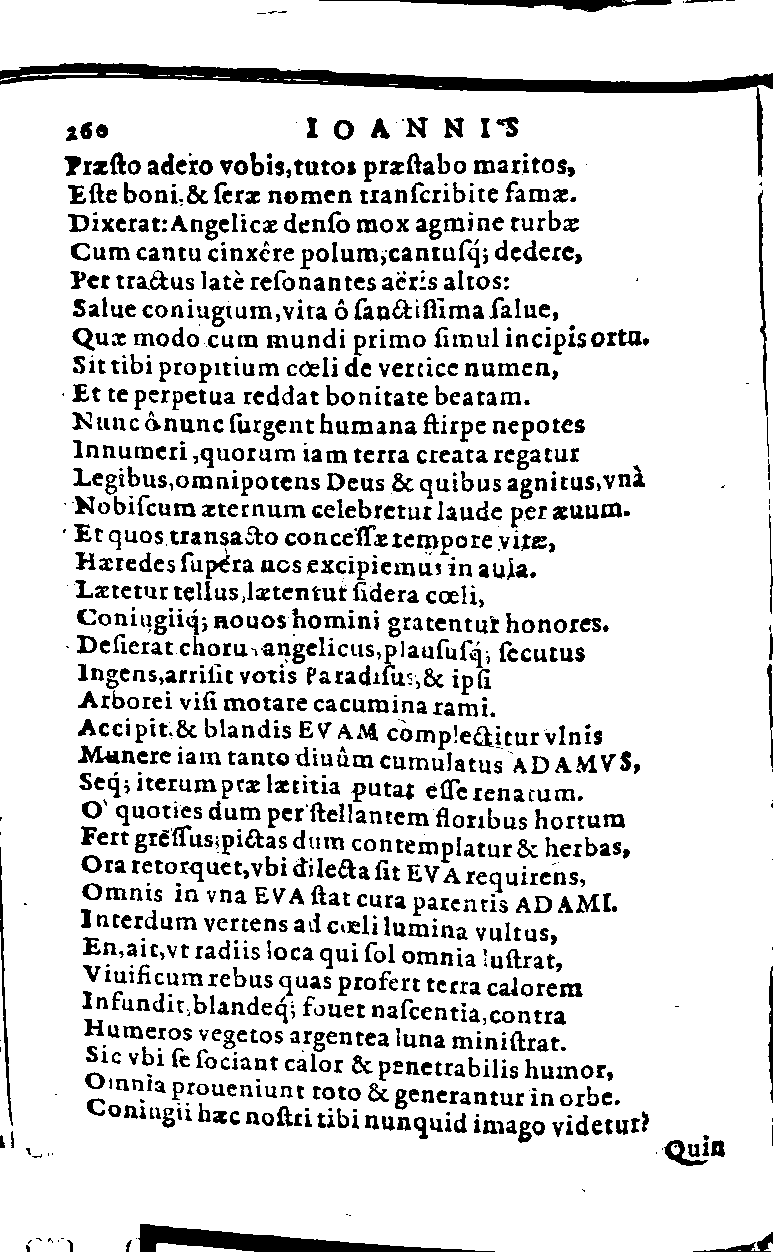 260 IOANNIS
Præſto adero vobis,tutos præſtabo maritos,
Eſte boni,& ſeræ nomen tranſcribite famæ.
Dixerat:Angelicæ denſo mox agmine turbæ
Cum cantu cinxêre polum,cantuſq́; dedere,
Per tractus latè reſonantes aëris altos:
Salue coniugium,vita ô ſanctiſſima ſalue,
Quæ modo cum mundi primo ſimul incipis ortu.
Sit tibi propitium cœli de vertice numen,
Et te perpetua reddat bonitate beatam.
Nunc ô nunc ſurgent humana ſtirpe nepotes
Innumeri ,quorum iam terra creata regatur
Legibus,omnipotens Deus & quibus agnitus,vnà
Nobiſcum æternum celebretur laude per æuum.
Et quos transacto conceſſæ tempore vitæ,
Hæredes ſupera nos excipiemus in aula.
Lætetur tellus,lætentur ſidera cœli,
Coniugiiq́; nouos homini gratentur honores.
Deſierat chorus angelicus,plauſuſq́; ſecutus
Ingens,arriſit votis Paradiſus,& ipſi
Arborei viſi motare cacumina rami.
Accipit,& blandis EVAM complectitur vlnis
Munere iam tanto diuûm cumulatus ADAMVS,
Seq́; iterum præ lætitia putat eſſe renatum.
O' quoties dum per ſtellantem floribus hortum
Fert greſſus,pictas dum contemplatur & herbas,
Ora retorquet,vbi dilecta ſit EVA requirens,
Omnis in vna EVA ſtat cura parentis ADAMI.
Interdum vertens ad cœli lumina vultus,
En,ait,vt radiis loca qui ſol omnia luſtrat,
Viuificum rebus quas profert terra calorem
Infundit,blandeq́; fouet naſcentia,contra
Humeros vegetos argentea luna miniſtrat.
Sic vbi ſe ſociant calor & penetrabilis humor,
Omnia proueniunt toto & generantur in orbe.
Coniugii hæc noſtri tibi nunquid imago videtur?
Quin